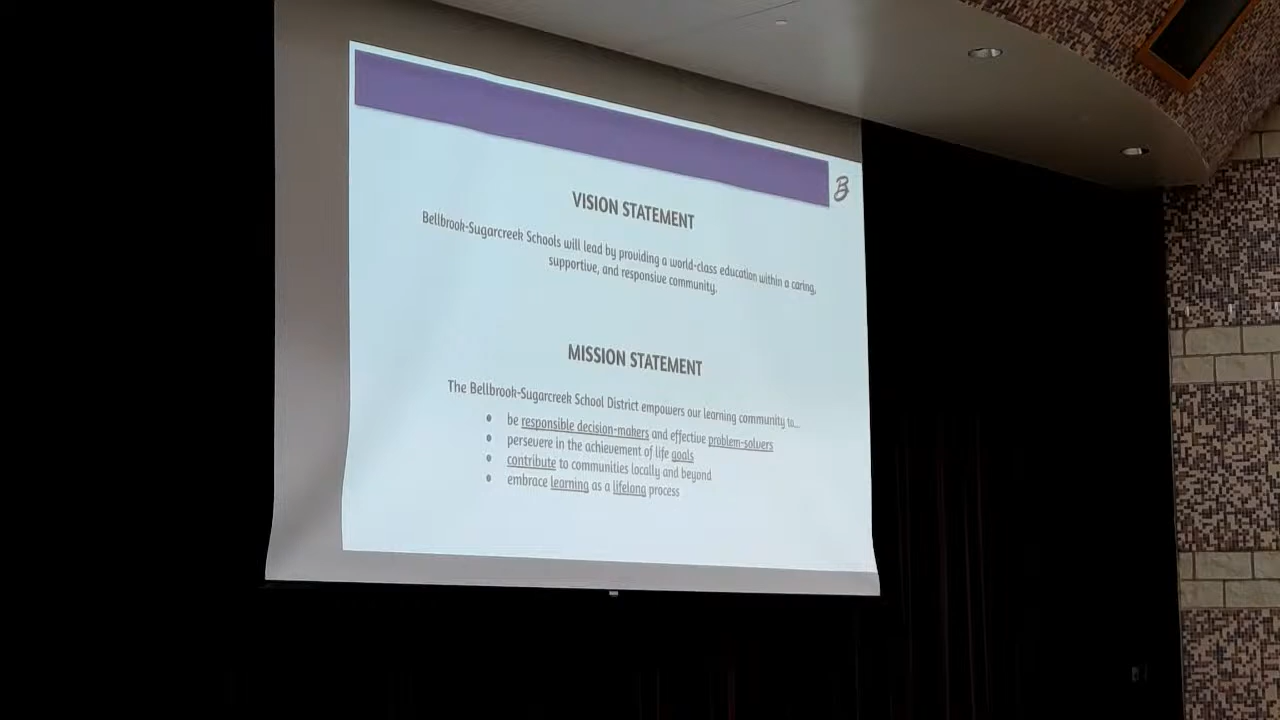 B
VISION STATEMENT
Bellbrook-Sugarcreek Schools will lead by providing a world-class education within a caring,
supportive, and responsive community.
MISSION STATEMENT
The Bellbrook-Sugarcreek School District empowers our learning community to...
• be responsible decision-makers and effective problem-solvers
• persevere in the achievement of life goals
• contribute to communities locally and beyond
• embrace learning as a lifelong process